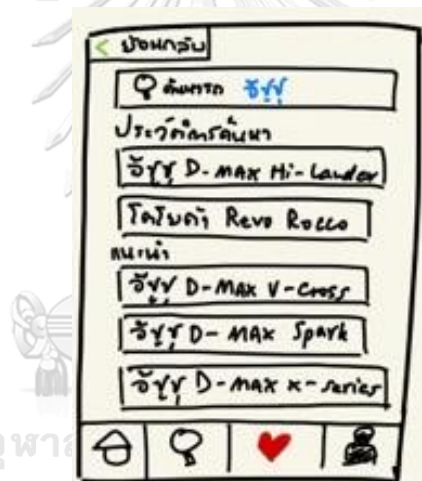 < ย้อนกลับ
ค้นหารถ อีซูซุ
ประวัติการค้นหา
อีซูซุ D-MAX Hi-Lander
โตโยต้า Revo Rocco
แนะนำ
อีซูซุ D-MAX V-Cross
อีซูซุ D-MAX Spark
อีซูซุ D-MAX X-series